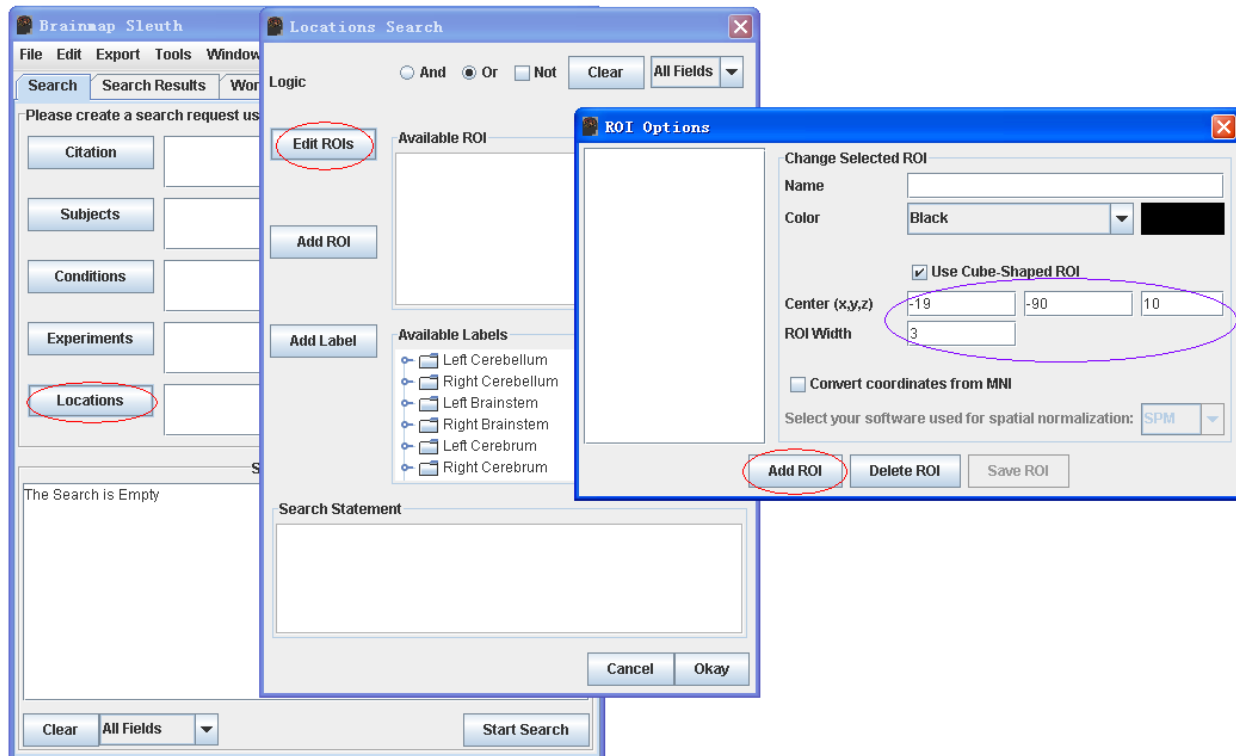 Brainmap Sleuth
File Edit Export Tools Window
Search Search Results Wor
Please create a search request us
Citation
Subjects
Conditions
Experiments
Locations
S
The Search is Empty
Clear All Fields Start Search
Locations Search
Logic And Or Not Clear All Fields
Edit ROIs
Available ROI
Add ROI
Add Label
Available Labels
Left Cerebellum
Right Cerebellum
Left Brainstem
Right Brainstem
Left Cerebrum
Right Cerebrum
Search Statement
Cancel Okay
ROI Options
Change Selected ROI
Name
Color Black
Use Cube-Shaped ROI
Center (x,y,z) -19 -90 10
ROI Width 3
Convert coordinates from MNI
Select your software used for spatial normalization: SPM
Add ROI Delete ROI Save ROI